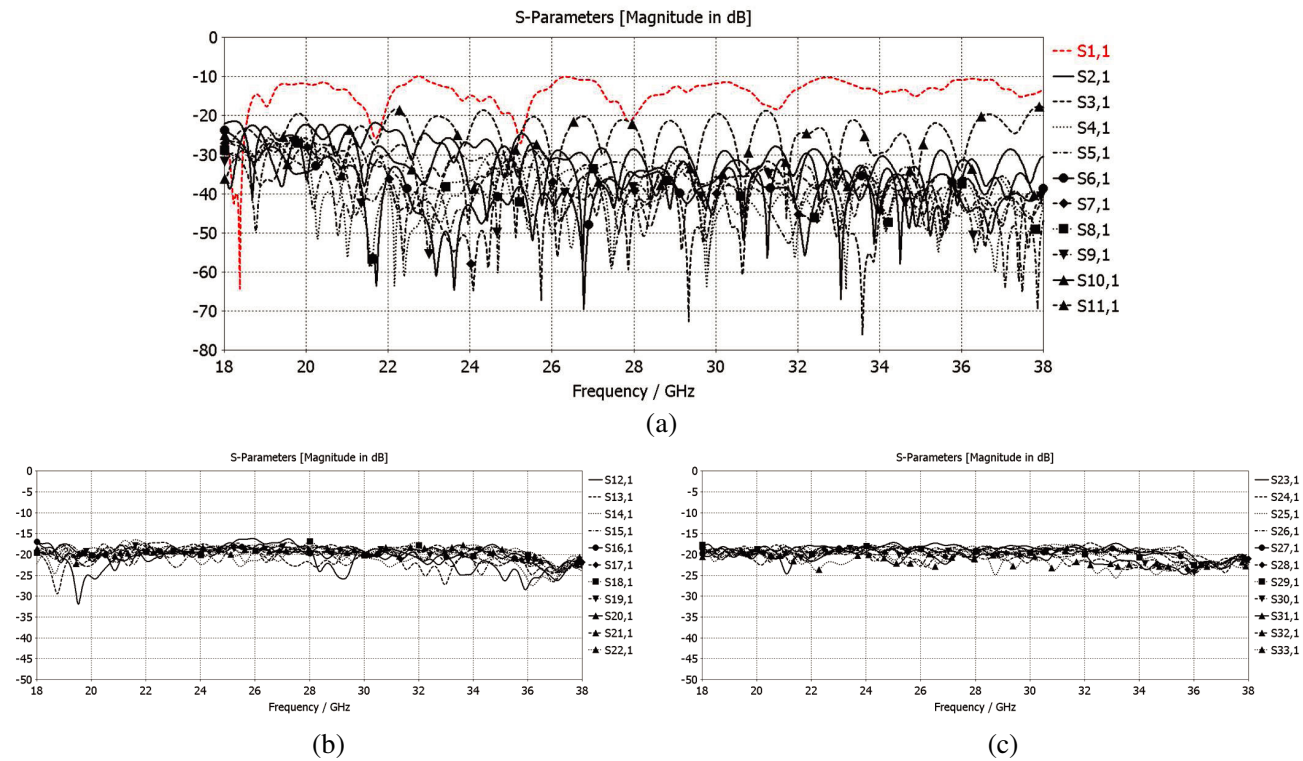 S-Parameters [Magnitude in dB]
0
-10
-20
-30
-40
-50
-60
-70
-80
18
20
22
24
26
28
30
32
34
36
38
Frequency / GHz
S1,1
S2,1
S3,1
S4,1
S5,1
S6,1
S7,1
S8,1
S9,1
S10,1
S11,1
(a)
S-Parameters [Magnitude in dB]
0
-5
-10
-15
-20
-25
-30
-35
-40
-45
-50
18
20
22
24
26
28
30
32
34
36
38
Frequency / GHz
S12,1
S13,1
S14,1
S15,1
S16,1
S17,1
S18,1
S19,1
S20,1
S21,1
S22,1
(b)
S-Parameters [Magnitude in dB]
0
-5
-10
-15
-20
-25
-30
-35
-40
-45
-50
18
20
22
24
26
28
30
32
34
36
38
Frequency / GHz
S23,1
S24,1
S25,1
S26,1
S27,1
S28,1
S29,1
S30,1
S31,1
S32,1
S33,1
(c)